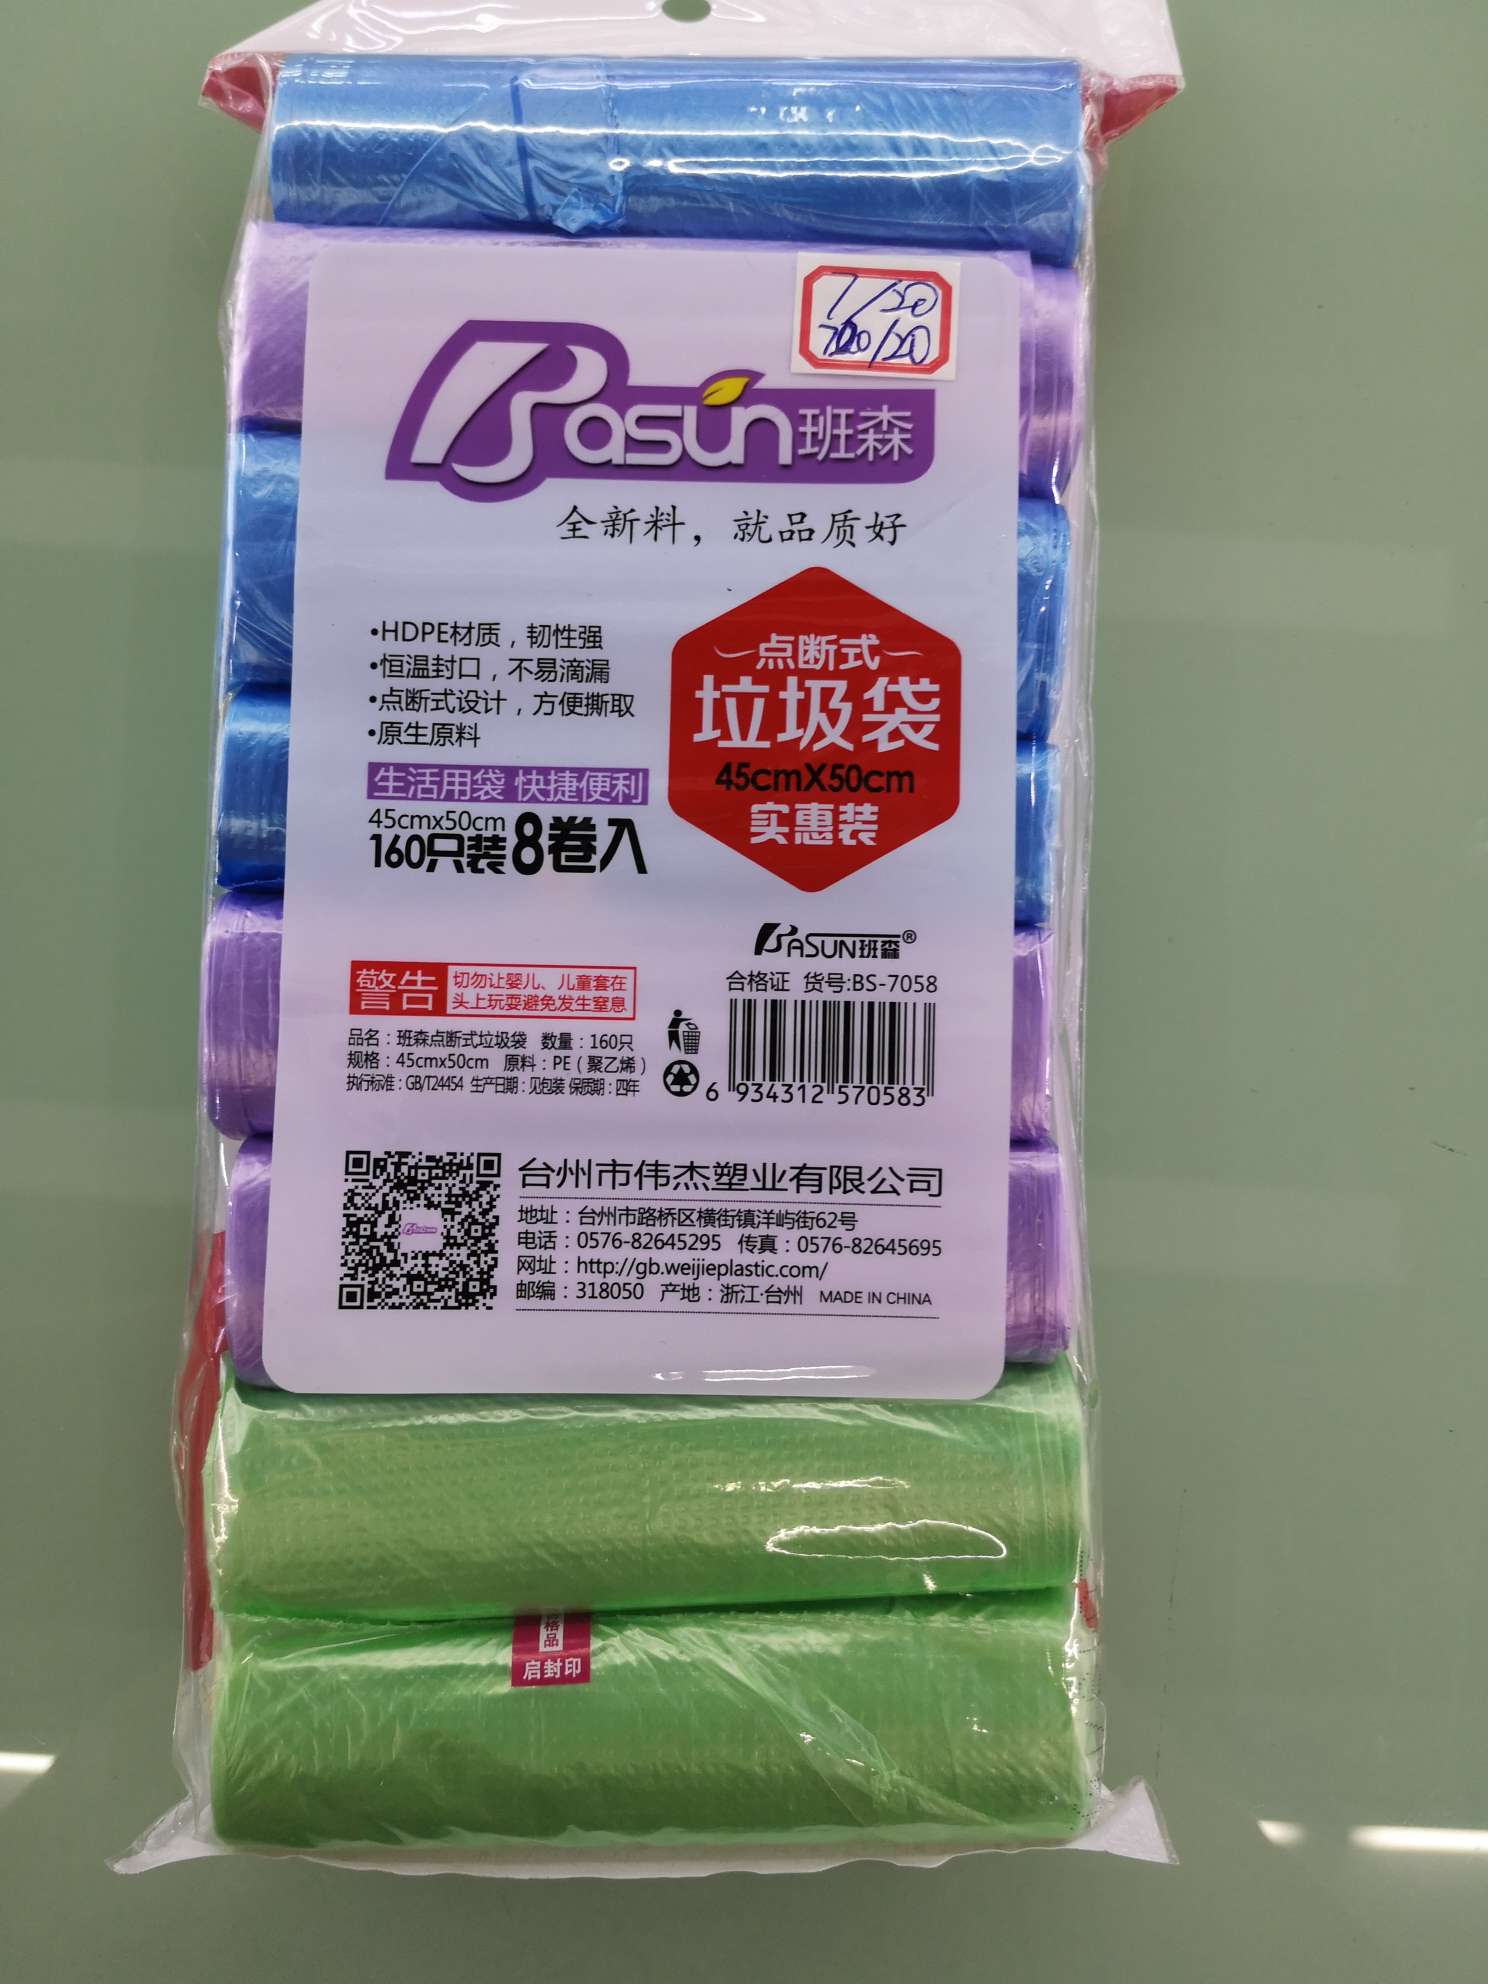 7/20
700/20
Basun班森
全新料，就品质好
•HDPE材质，韧性强
•恒温封口，不易滴漏
•点断式设计，方便撕取
•原生原料
生活用袋 快捷便利
45cmx50cm
160只装8卷入
点断式
垃圾袋
45cmX50cm
实惠装
BASUN班森®
合格证 货号:BS-7058
6 934312 570583
警告
切勿让婴儿、儿童套在
头上玩耍避免发生窒息
品名：班森点断式垃圾袋 数量：160只
规格：45cmx50cm 原料：PE（聚乙烯）
执行标准：GB/T24454 生产日期：见包装 保质期：四年
台州市伟杰塑业有限公司
地址：台州市路桥区横街镇洋屿街62号
电话：0576-82645295 传真：0576-82645695
网址：http://gb.weijieplastic.com/
邮编：318050 产地：浙江·台州 MADE IN CHINA
格品
启封印